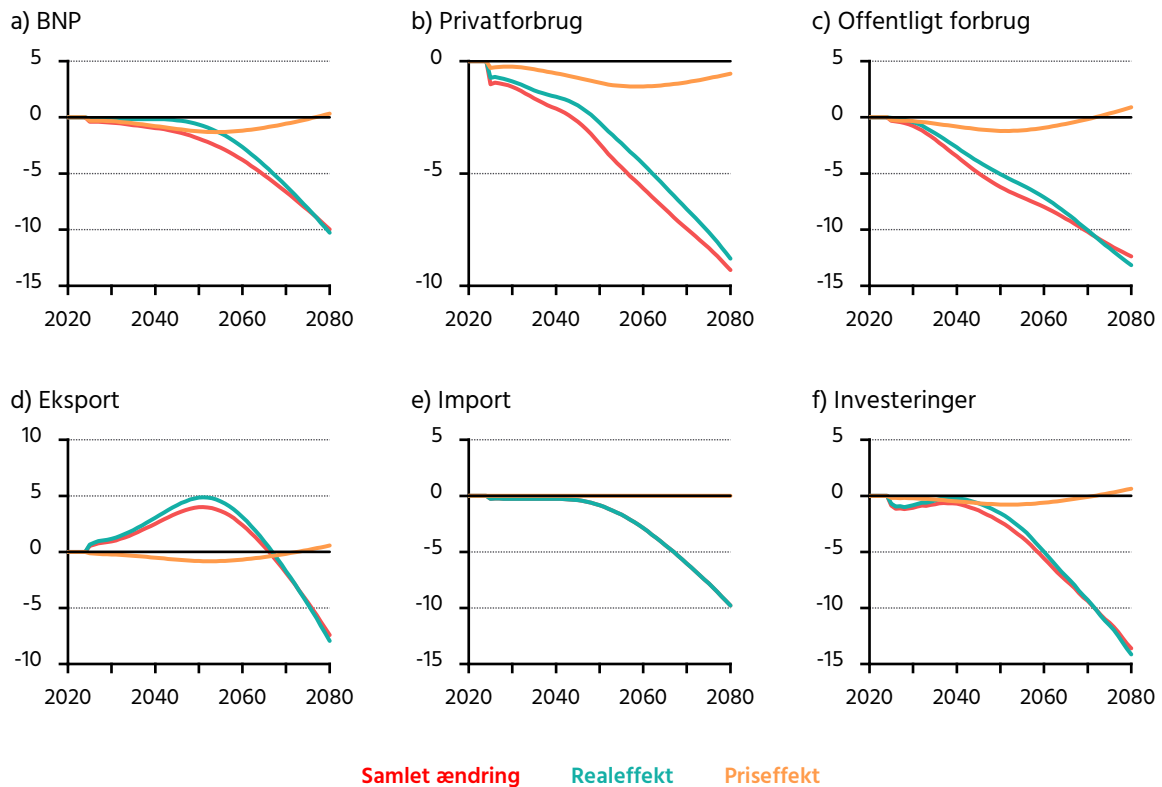 a) BNP
5
0
-5
-10
-15
2020 2040 2060 2080
b) Privatforbrug
0
-5
-10
2020 2040 2060 2080
c) Offentligt forbrug
5
0
-5
-10
-15
2020 2040 2060 2080
d) Eksport
10
5
0
-5
-10
2020 2040 2060 2080
e) Import
5
0
-5
-10
-15
2020 2040 2060 2080
f) Investeringer
5
0
-5
-10
-15
2020 2040 2060 2080
Samlet ændring Realeffekt Priseffekt